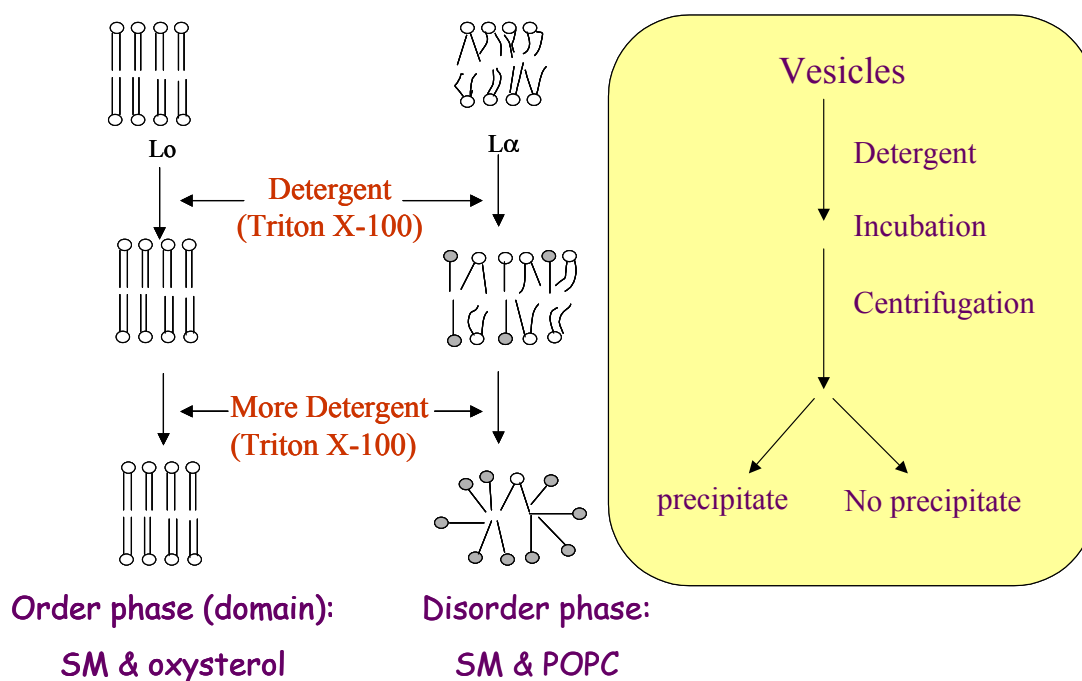 Lo
Lα
Detergent
(Triton X-100)
More Detergent
(Triton X-100)
Order phase (domain):
SM & oxysterol
Disorder phase:
SM & POPC
Vesicles
Detergent
Incubation
Centrifugation
precipitate
No precipitate